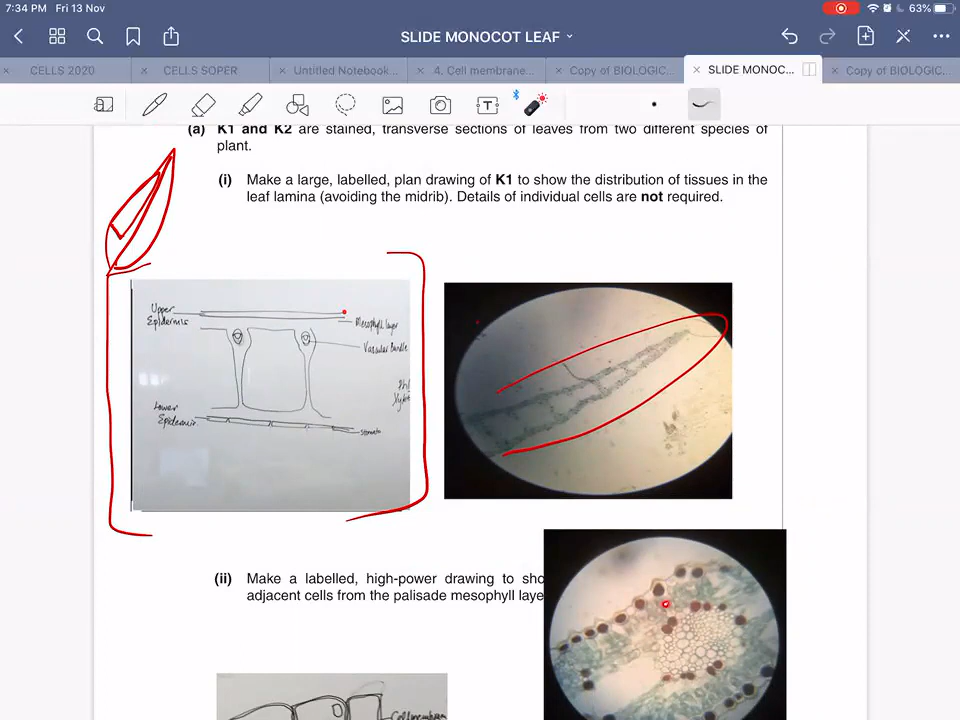 7:34 PM Fri 13 Nov
63%
SLIDE MONOCOT LEAF
CELLS 2020
CELLS SOPER
Untitled Notebook...
4. Cell membrane...
Copy of BIOLOGIC...
SLIDE MONOC...
Copy of BIOLOGIC...
(a) K1 and K2 are stained, transverse sections of leaves from two different species of
plant.
(i) Make a large, labelled, plan drawing of K1 to show the distribution of tissues in the
leaf lamina (avoiding the midrib). Details of individual cells are not required.
Upper
Epidermis
Mesophyll layer
Vascular bundle
Lower
Epidermis
Stomata
(ii) Make a labelled, high-power drawing to sho
adjacent cells from the palisade mesophyll laye
Cell membran